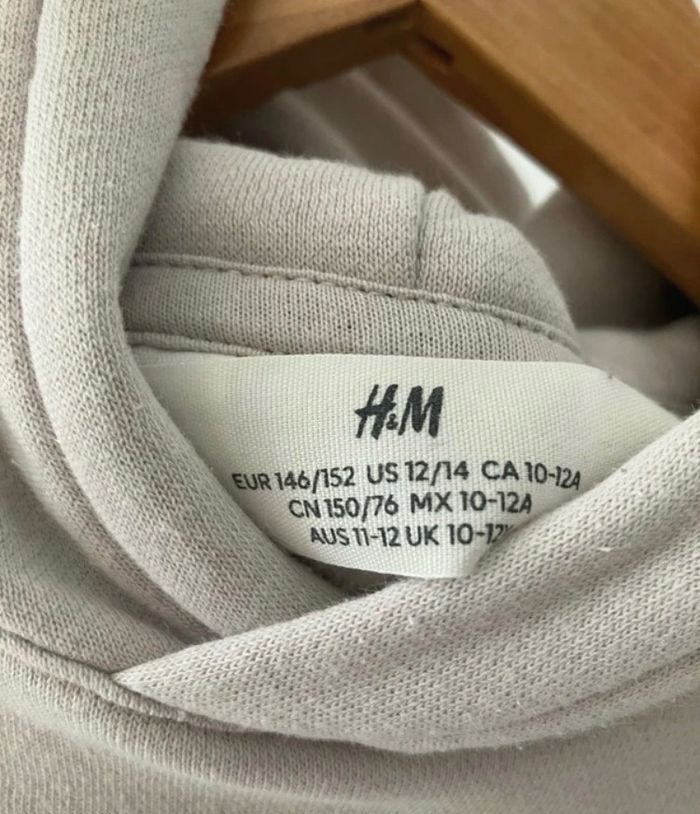 H&M
EUR 146/152 US 12/14 CA 10-12A
CN 150/76 MX 10-12A
AUS 11-12 UK 10-12